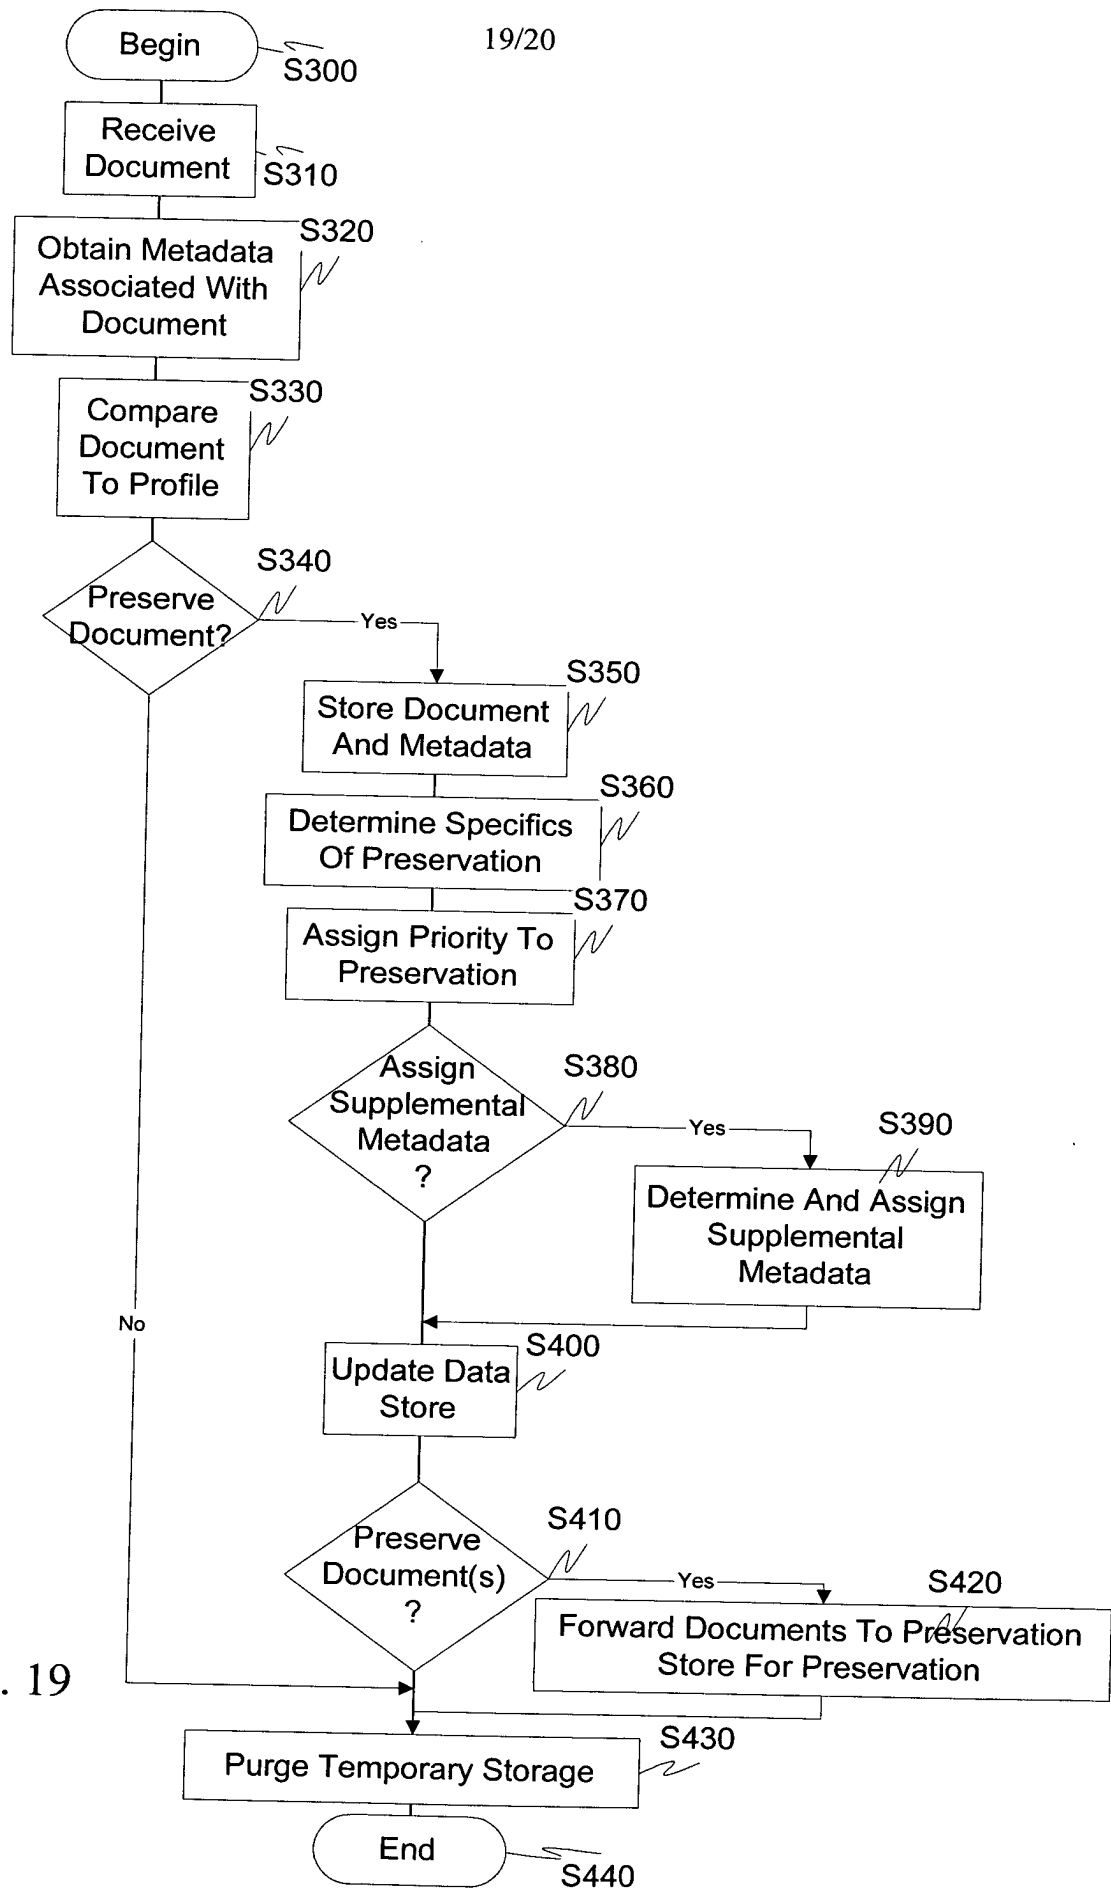 19/20
Begin
S300
Receive
Document
S310
S320
Obtain Metadata
Associated With
Document
S330
Compare
Document
To Profile
S340
Preserve
Document?
Yes
S350
Store Document
And Metadata
S360
Determine Specifics
Of Preservation
S370
Assign Priority To
Preservation
S380
Assign
Supplemental
Metadata
?
Yes
S390
Determine And Assign
Supplemental
Metadata
No
S400
Update Data
Store
S410
Preserve
Document(s)
?
Yes
S420
Forward Documents To Preservation
Store For Preservation
. 19
S430
Purge Temporary Storage
End
S440